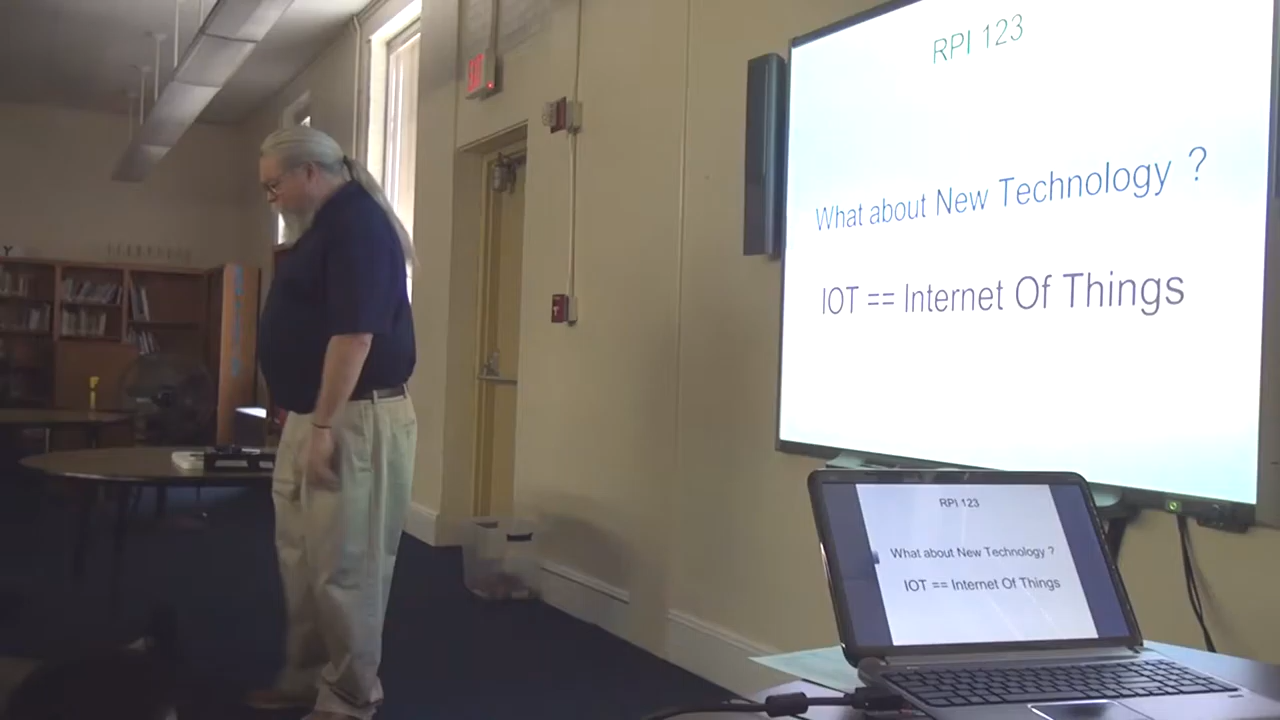 EXIT
RPI 123
What about New Technology ?
IOT == Internet Of Things
RPI 123
What about New Technology ?
IOT == Internet Of Things